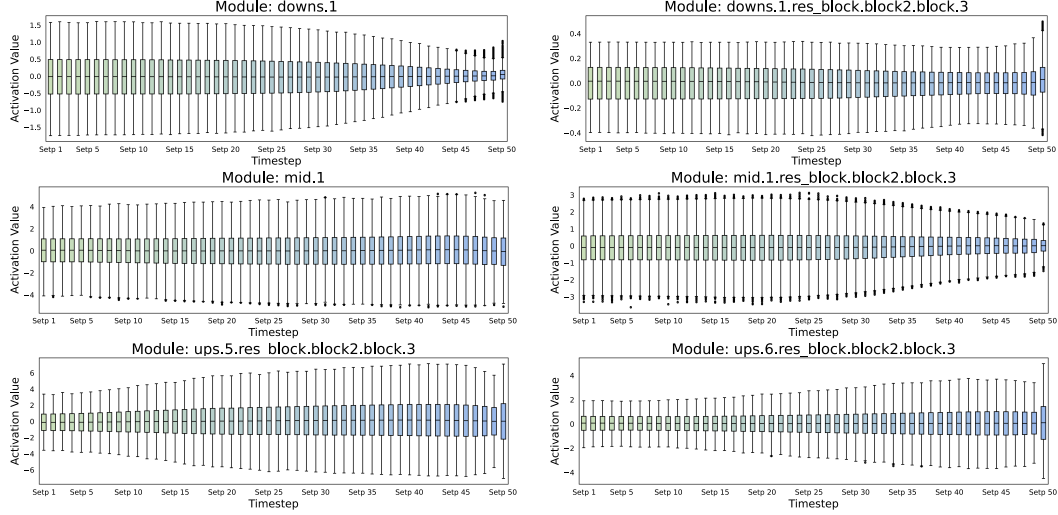 Module: downs.1
Activation Value
1.5
1.0
0.5
0.0
−0.5
−1.0
−1.5
Setp 1 Setp 5 Setp 10 Setp 15 Setp 20 Setp 25 Setp 30 Setp 35 Setp 40 Setp 45 Setp 50
Timestep
Module: downs.1.res_block.block2.block.3
Activation Value
0.4
0.2
0.0
−0.2
−0.4
Setp 1 Setp 5 Setp 10 Setp 15 Setp 20 Setp 25 Setp 30 Setp 35 Setp 40 Setp 45 Setp 50
Timestep
Module: mid.1
Activation Value
4
2
0
−2
−4
Setp 1 Setp 5 Setp 10 Setp 15 Setp 20 Setp 25 Setp 30 Setp 35 Setp 40 Setp 45 Setp 50
Timestep
Module: mid.1.res_block.block2.block.3
Activation Value
3
2
1
0
−1
−2
−3
Setp 1 Setp 5 Setp 10 Setp 15 Setp 20 Setp 25 Setp 30 Setp 35 Setp 40 Setp 45 Setp 50
Timestep
Module: ups.5.res_block.block2.block.3
Activation Value
6
4
2
0
−2
−4
−6
Setp 1 Setp 5 Setp 10 Setp 15 Setp 20 Setp 25 Setp 30 Setp 35 Setp 40 Setp 45 Setp 50
Timestep
Module: ups.6.res_block.block2.block.3
Activation Value
4
2
0
−2
−4
Setp 1 Setp 5 Setp 10 Setp 15 Setp 20 Setp 25 Setp 30 Setp 35 Setp 40 Setp 45 Setp 50
Timestep